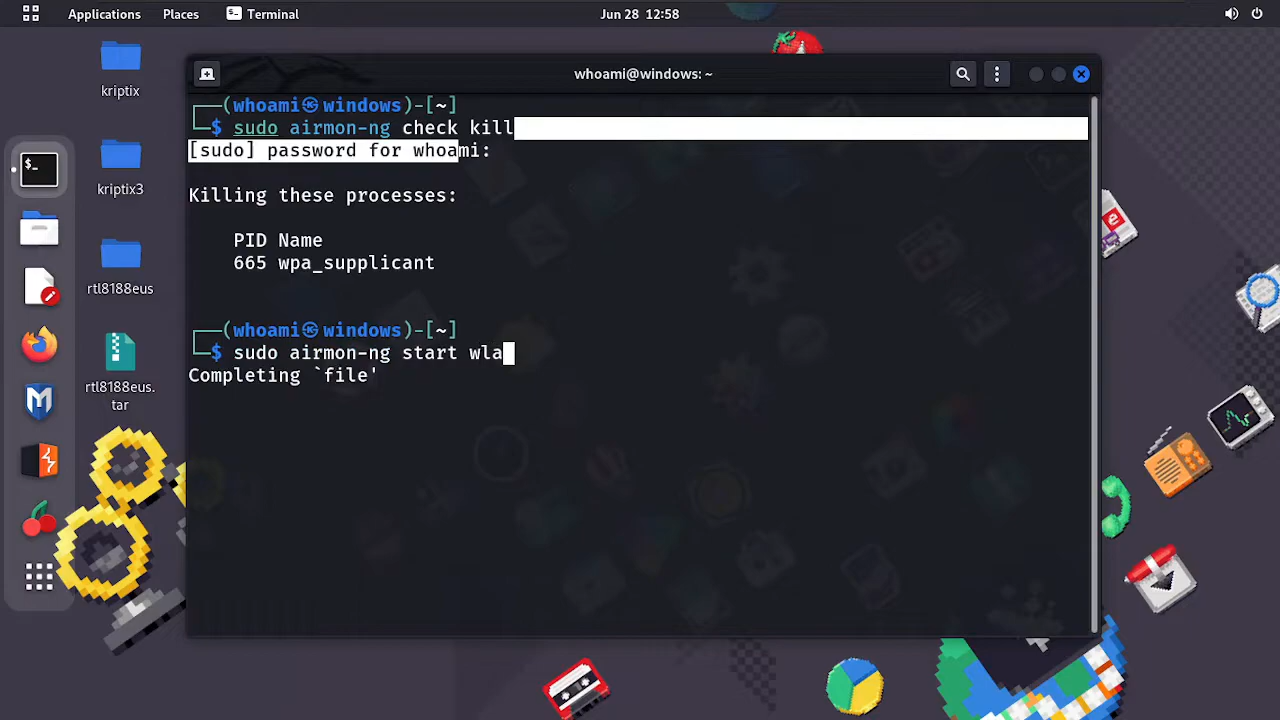 Applications Places Terminal Jun 28 12:58
kriptix
kriptix3
rtl8188eus
rtl8188eus.
tar
whoami@windows: ~
┌──(whoami㉿windows)-[~]
└─$ sudo airmon-ng check kill
[sudo] password for whoami:
Killing these processes:
PID Name
665 wpa_supplicant
┌──(whoami㉿windows)-[~]
└─$ sudo airmon-ng start wla
Completing `file'